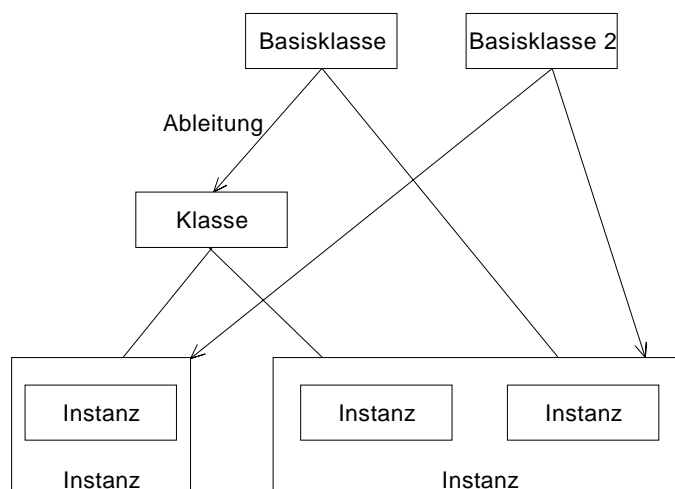 Basisklasse
Basisklasse 2
Ableitung
Klasse
Instanz
Instanz
Instanz
Instanz
Instanz